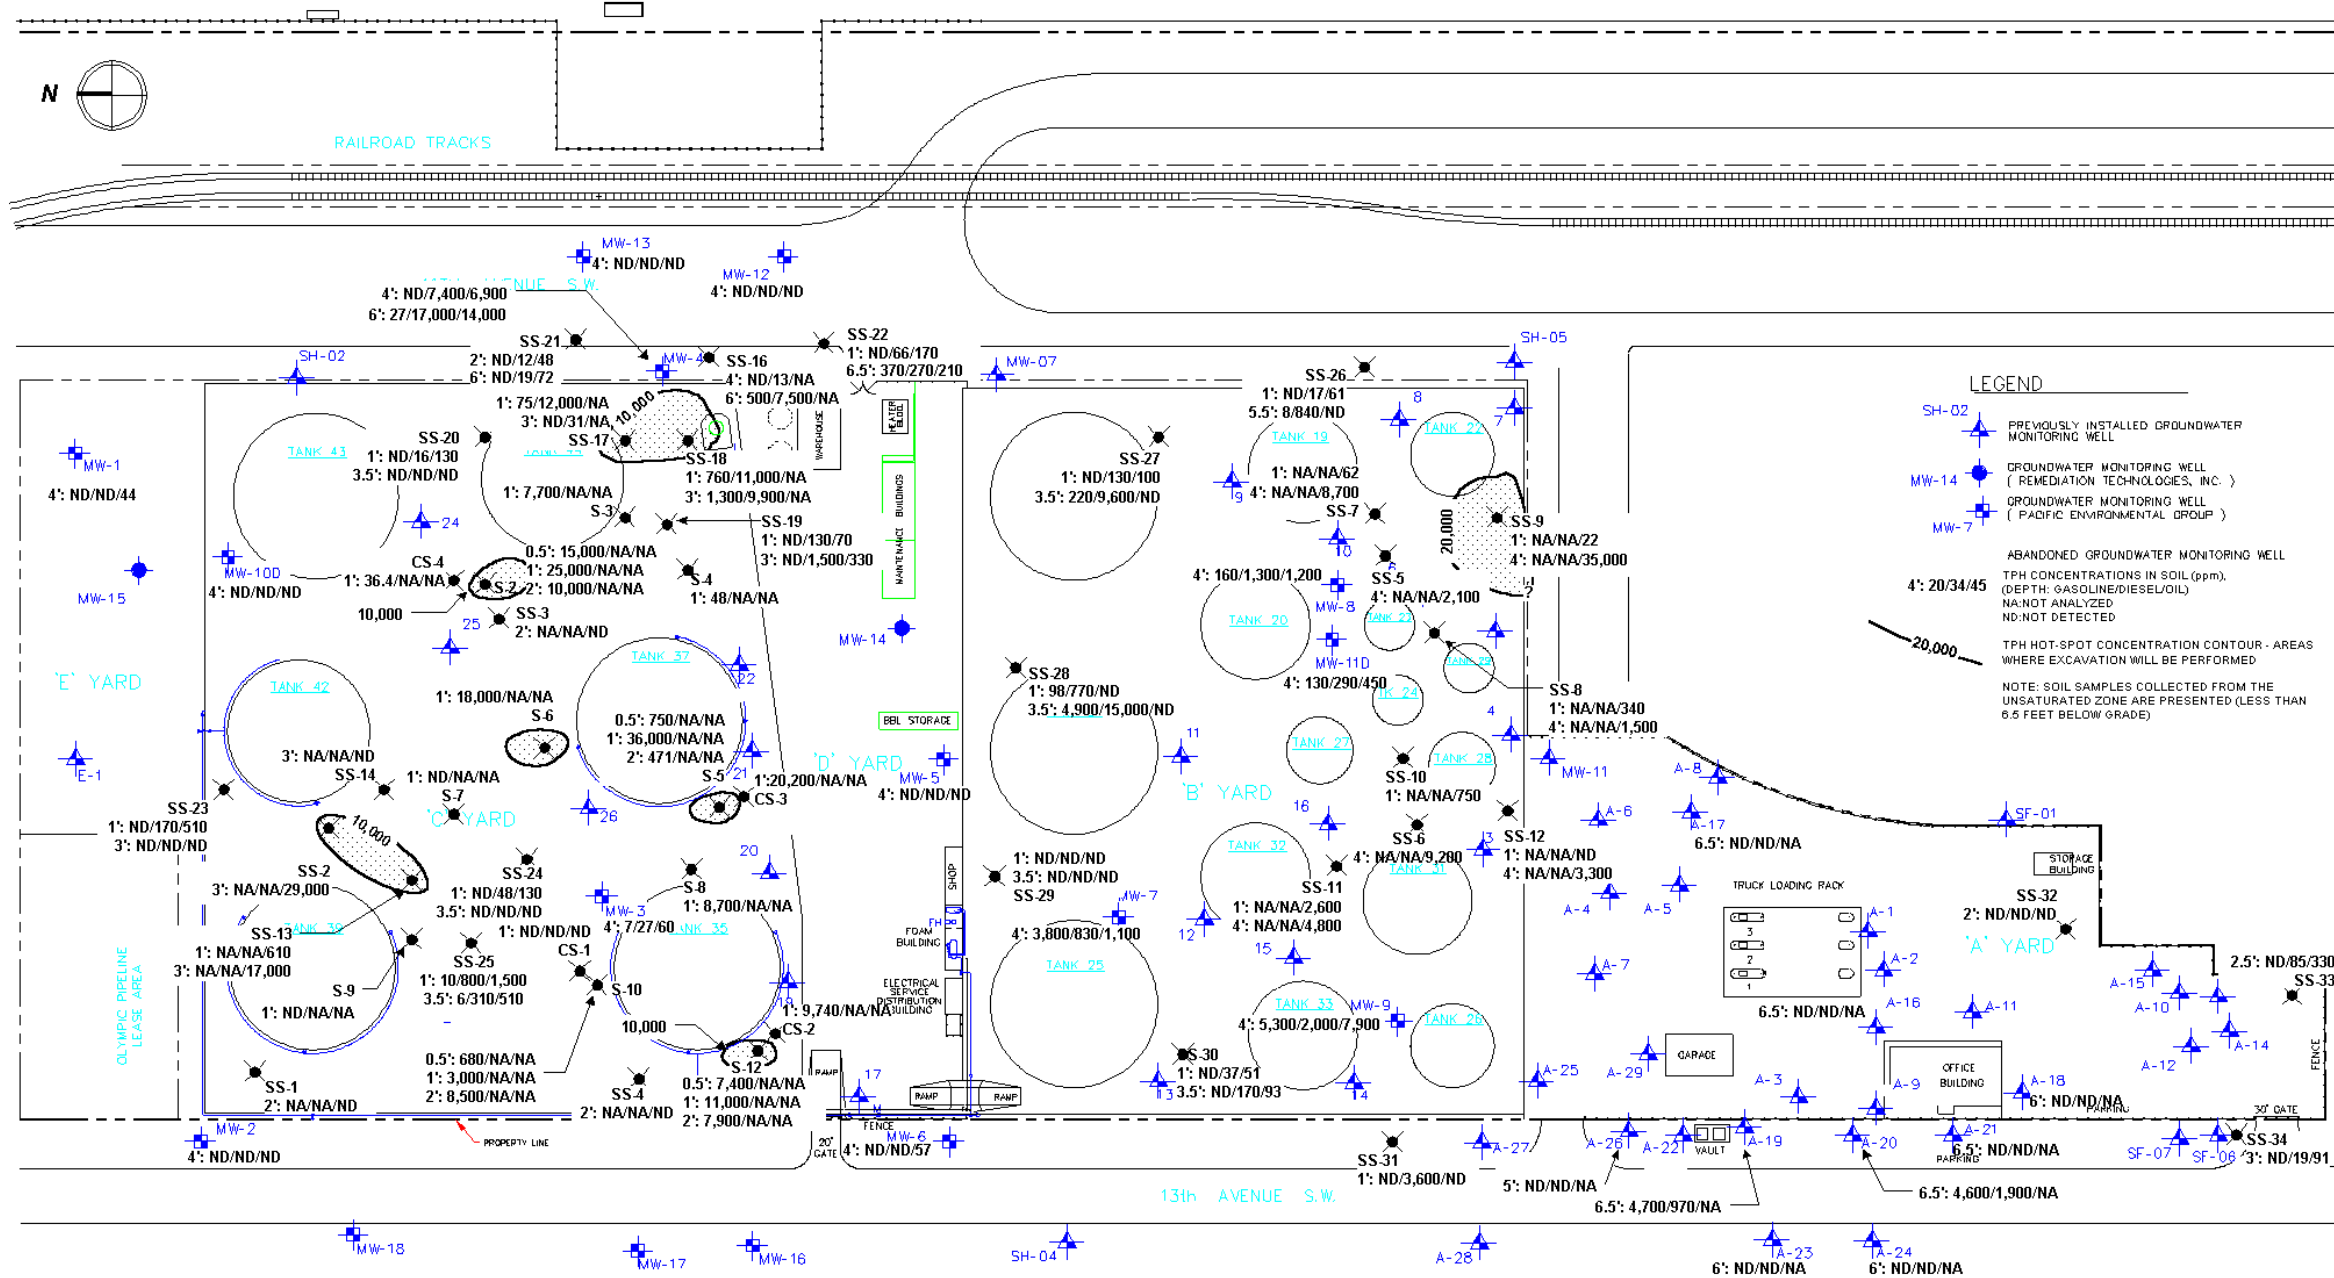 N
RAILROAD TRACKS
MW-13
4': ND/ND/ND
MW-12
4': ND/ND/ND
AVENUE S.W.
4': ND/7,400/6,900
6': 27/17,000/14,000
SS-21
2': ND/12/48
6': ND/19/72
SH-02
MW-4
SS-16
4': ND/13/NA
6': 500/7,500/NA
SS-22
1': ND/66/170
6.5': 370/270/210
MW-07
SH-05
SS-26
1': ND/17/61
5.5': 8/840/ND
8
7
1': 75/12,000/NA
3': ND/31/NA
10,000
SS-17
SS-18
1': 760/11,000/NA
3': 1,300/9,900/NA
WAREHOUSE
HEATER
BLDG.
MAINTENANCE BUILDINGS
TANK 43
SS-20
1': ND/16/130
3.5': ND/ND/ND
MW-1
4': ND/ND/44
1': 7,700/NA/NA
S-3
SS-19
1': ND/130/70
3': ND/1,500/330
24
MW-10D
4': ND/ND/ND
MW-15
CS-4
1': 36.4/NA/NA
0.5': 15,000/NA/NA
1': 25,000/NA/NA
2': 10,000/NA/NA
S-2
10,000
S-4
1': 48/NA/NA
SS-3
2': NA/NA/ND
25
MW-14
'E' YARD
TANK 42
TANK 37
22
1': 18,000/NA/NA
S-6
0.5': 750/NA/NA
1': 36,000/NA/NA
2': 471/NA/NA
S-5
21
1':20,200/NA/NA
CS-3
BBL STORAGE
'D' YARD
MW-5
4': ND/ND/ND
E-1
3': NA/NA/ND
SS-14
1': ND/NA/NA
S-7
'C' YARD
26
SS-23
1': ND/170/510
3': ND/ND/ND
10,000
SS-2
3': NA/NA/29,000
SS-24
1': ND/48/130
3.5': ND/ND/ND
20
S-8
1': 8,700/NA/NA
MW-3
4': 7/27/60
1': ND/ND/ND
CS-1
S-10
SS-13
1': NA/NA/610
3': NA/NA/17,000
SS-25
1': 10/800/1,500
3.5': 6/310/510
S-9
1': ND/NA/NA
19
1': 9,740/NA/NA
CS-2
10,000
S-12
0.5': 7,400/NA/NA
1': 11,000/NA/NA
2': 7,900/NA/NA
0.5': 680/NA/NA
1': 3,000/NA/NA
2': 8,500/NA/NA
SS-4
2': NA/NA/ND
SS-1
2': NA/NA/ND
OLYMPIC PIPELINE
LEASE AREA
MW-2
4': ND/ND/ND
PROPERTY LINE
SHOP
FOAM
BUILDING
FH
ELECTRICAL
SERVICE
DISTRIBUTION
BUILDING
RAMP
RAMP
RAMP
17
FENCE
20'
GATE
MW-6
4': ND/ND/57
SS-27
1': ND/130/100
3.5': 220/9,600/ND
TANK 19
TANK 22
1': NA/NA/62
4': NA/NA/8,700
SS-7
9
10
20,000
SS-9
1': NA/NA/22
4': NA/NA/35,000
?
SS-5
4': NA/NA/2,100
4': 160/1,300/1,200
MW-8
TANK 20
MW-11D
4': 130/290/450
SS-8
1': NA/NA/340
4': NA/NA/1,500
SS-28
1': 98/770/ND
3.5': 4,900/15,000/ND
TANK 27
TANK 28
TK 24
4
MW-11
11
'B' YARD
SS-10
1': NA/NA/750
16
SS-6
4': NA/NA/9,200
3
SS-12
1': NA/NA/ND
4': NA/NA/3,300
TANK 32
TANK 31
SS-11
1': NA/NA/2,600
4': NA/NA/4,800
1': ND/ND/ND
3.5': ND/ND/ND
SS-29
MW-7
4': 3,800/830/1,100
12
15
TANK 25
TANK 33
4': 5,300/2,000/7,900
MW-9
TANK 26
S-30
1': ND/37/51
3.5': ND/170/93
13
14
SS-31
1': ND/3,600/ND
13th AVENUE S.W.
LEGEND
SH-02
PREVIOUSLY INSTALLED GROUNDWATER
MONITORING WELL
MW-14
GROUNDWATER MONITORING WELL
( REMEDIATION TECHNOLOGIES, INC. )
MW-7
GROUNDWATER MONITORING WELL
( PACIFIC ENVIRONMENTAL GROUP )
ABANDONED GROUNDWATER MONITORING WELL
4': 20/34/45
TPH CONCENTRATIONS IN SOIL (ppm),
(DEPTH: GASOLINE/DIESEL/OIL)
NA:NOT ANALYZED
ND:NOT DETECTED
20,000
TPH HOT-SPOT CONCENTRATION CONTOUR - AREAS
WHERE EXCAVATION WILL BE PERFORMED
NOTE: SOIL SAMPLES COLLECTED FROM THE
UNSATURATED ZONE ARE PRESENTED (LESS THAN
6.5 FEET BELOW GRADE)
A-8
A-6
A-17
6.5': ND/ND/NA
SF-01
STORAGE
BUILDING
TRUCK LOADING RACK
3
2
1
A-4
A-5
A-1
A-2
A-7
A-16
6.5': ND/ND/NA
SS-32
2': ND/ND/ND
'A' YARD
2.5': ND/85/330
SS-33
A-15
A-10
A-11
A-12
A-14
GARAGE
A-29
A-25
A-3
A-9
OFFICE
BUILDING
A-18
6': ND/ND/NA
PARKING
FENCE
30' GATE
A-27
A-26
A-22
VAULT
A-19
A-20
A-21
6.5': ND/ND/NA
PARKING
SF-07
SF-06
SS-34
3': ND/19/91
5': ND/ND/NA
6.5': 4,700/970/NA
6.5': 4,600/1,900/NA
MW-18
MW-17
MW-16
SH-04
A-28
A-23
6': ND/ND/NA
A-24
6': ND/ND/NA